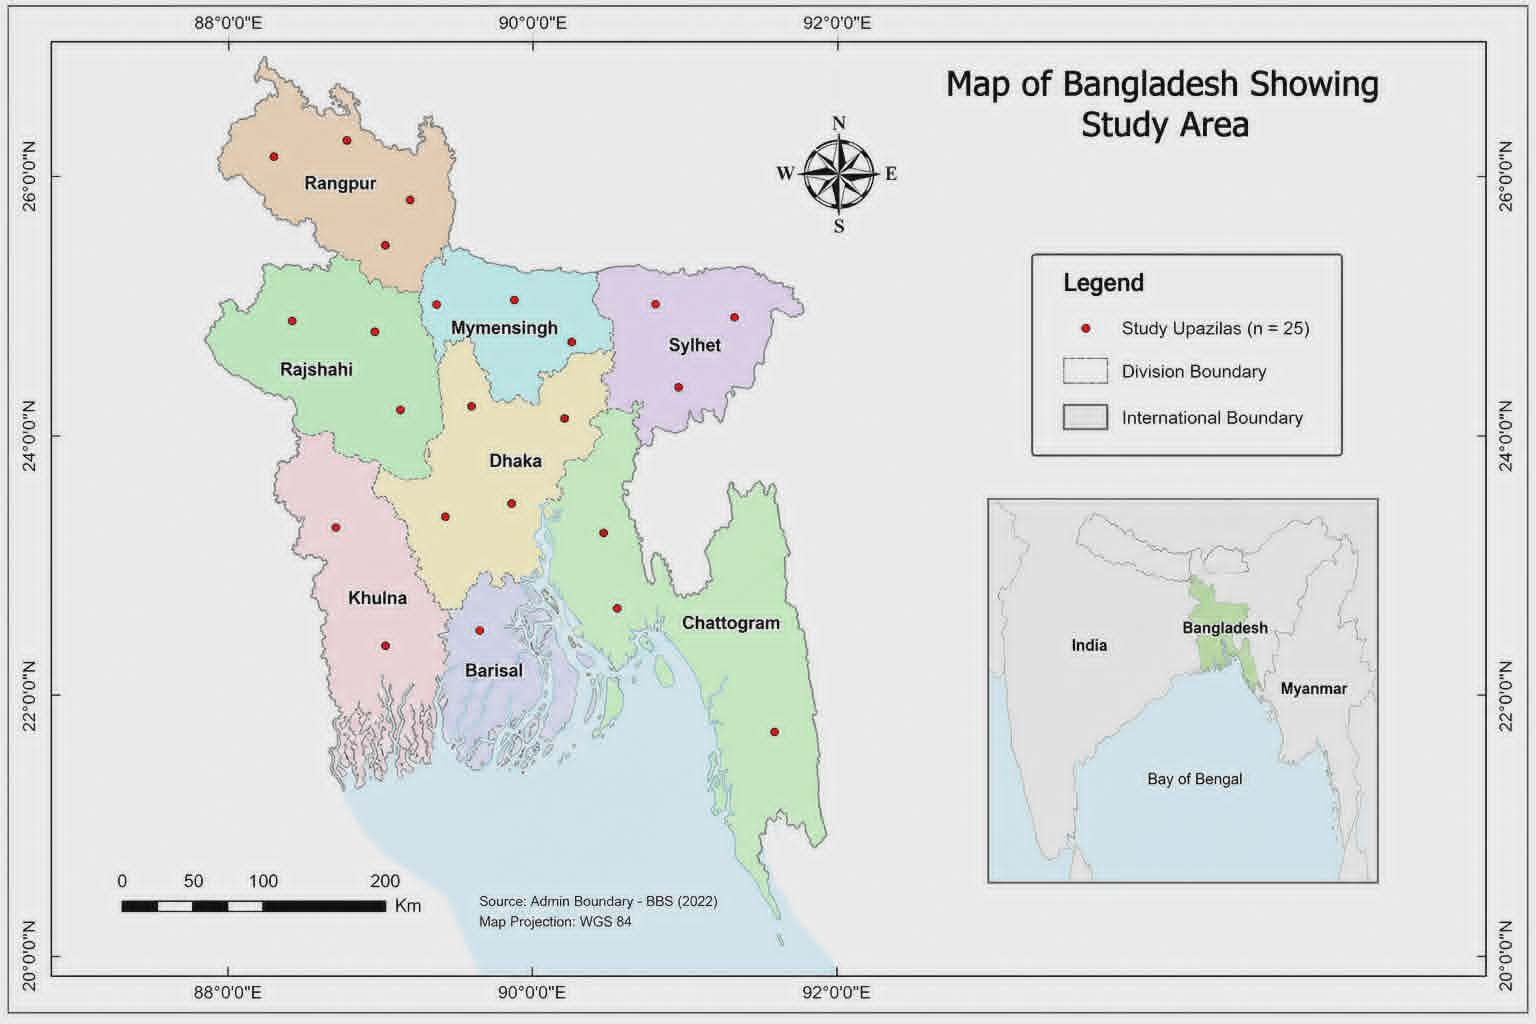 88°0'0"E 90°0'0"E 92°0'0"E
Map of Bangladesh Showing
Study Area
N
W E
S
26°0'0"N
26°0'0"N
24°0'0"N
24°0'0"N
22°0'0"N
22°0'0"N
20°0'0"N
20°0'0"N
Rangpur
Mymensingh
Sylhet
Rajshahi
Dhaka
Khulna
Chattogram
Barisal
Legend
Study Upazilas (n = 25)
Division Boundary
International Boundary
Bangladesh
India
Myanmar
Bay of Bengal
0 50 100 200
Km
Source: Admin Boundary - BBS (2022)
Map Projection: WGS 84
88°0'0"E 90°0'0"E 92°0'0"E